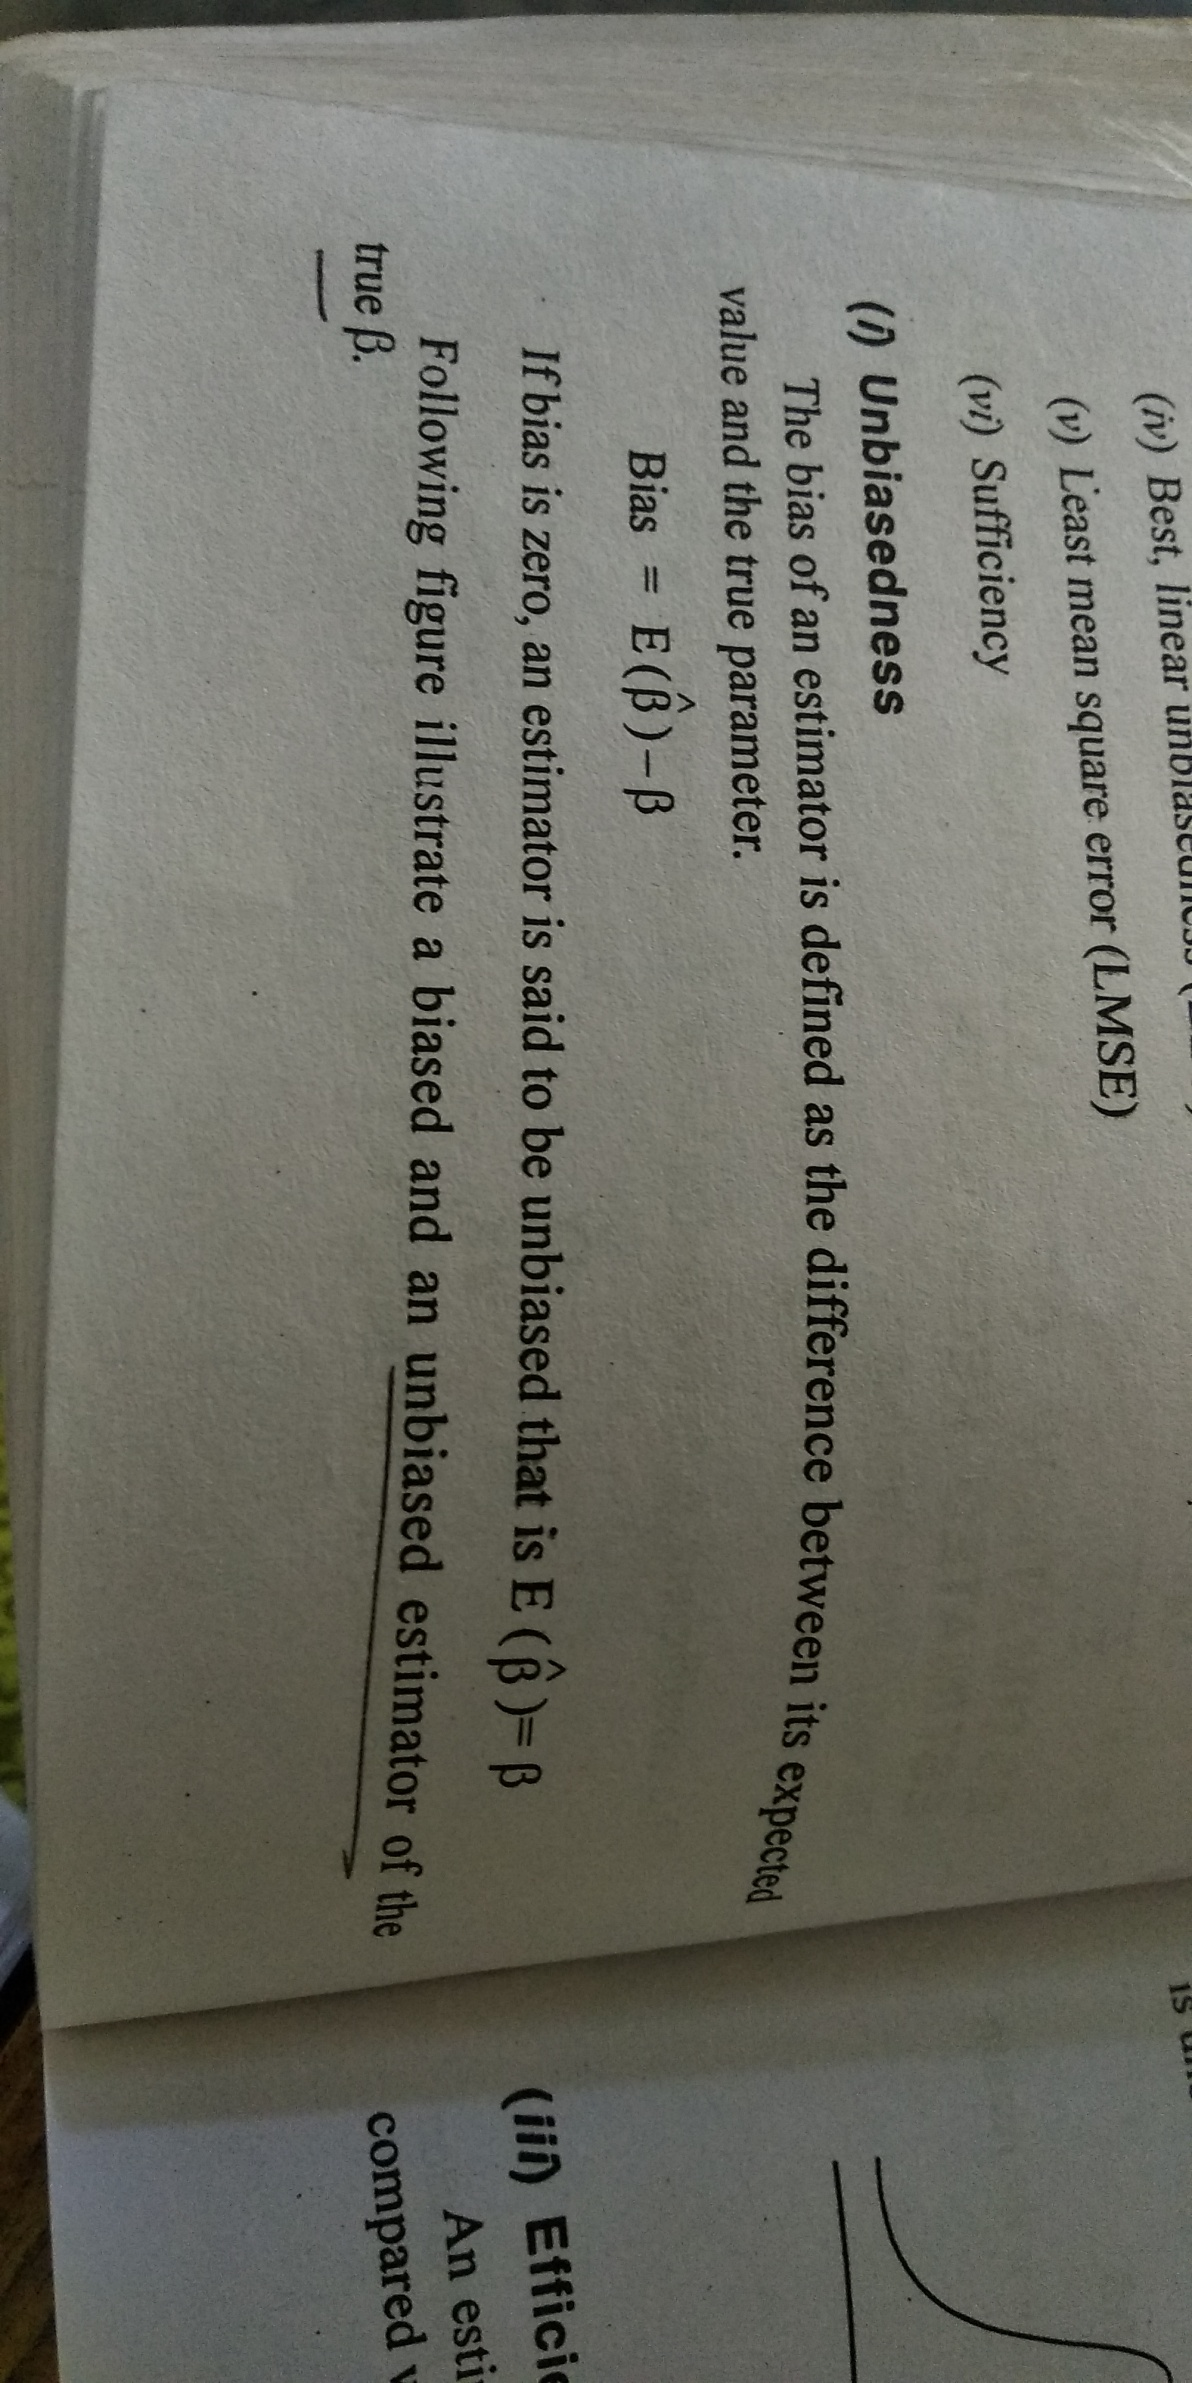 (iv) Best, linear unbiasedness
(v) Least mean square error (LMSE)
(vi) Sufficiency
(i) Unbiasedness
The bias of an estimator is defined as the difference between its expected
value and the true parameter.
Bias = E (β̂) – β
If bias is zero, an estimator is said to be unbiased that is E (β̂) = β
Following figure illustrate a biased and an unbiased estimator of the
true β.
is
(iii)
An
compared